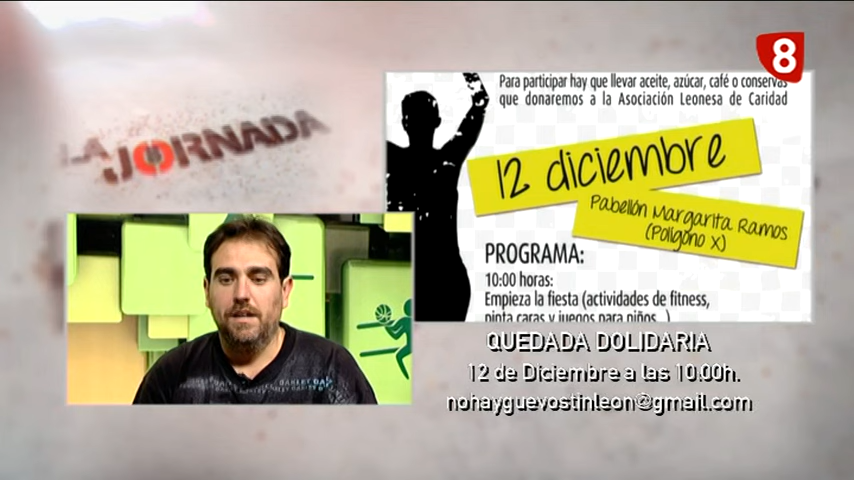 8
Para participar hay que llevar aceite, azúcar, café o conservas
que donaremos a la Asociación Leonesa de Caridad
LA JORNADA
12 diciembre
Pabellón Margarita Ramos
(Polígono X)
PROGRAMA:
10:00 horas:
Empieza la fiesta (actividades de fitness,
pinta caras y juegos para niños...)
QUEDADA DOLIDARIA
12 de Diciembre a las 10.00h.
nohayguevostinleon@gmail.com